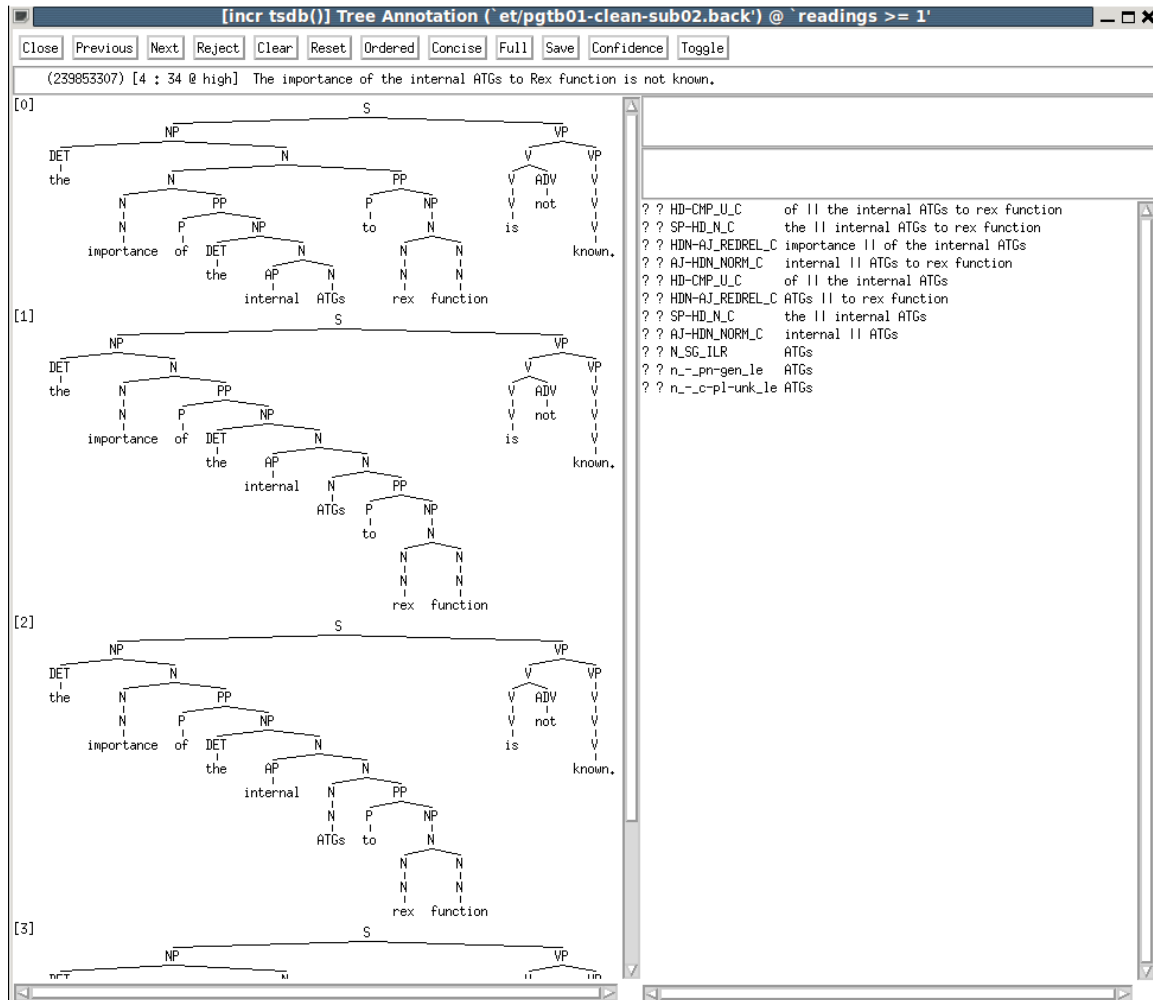 [incr tsdb()] Tree Annotation (`et/pgtb01-clean-sub02.back') @ `readings >= 1'
Close Previous Next Reject Clear Reset Ordered Concise Full Save Confidence Toggle
(239853307) [4 : 34 @ high] The importance of the internal ATGs to Rex function is not known.
[0]
S
NP VP
DET N V VP
the N PP V ADV V
N PP P NP V not V
N P NP to N is V
importance of DET N N N known.
the AP N N N
internal ATGs rex function
[1]
S
NP VP
DET N V VP
the N PP V ADV V
N P NP V not V
importance of DET N is V
the AP N known.
internal N PP
ATGs P NP
to N
N N
N N
rex function
[2]
S
NP VP
DET N V VP
the N PP V ADV V
N P NP V not V
importance of DET N is V
the AP N known.
internal N PP
N P NP
ATGs to N
N N
N N
rex function
[3]
S
NP VP
DET N V VP
? ? HD-CMP_U_C of || the internal ATGs to rex function
? ? SP-HD_N_C the || internal ATGs to rex function
? ? HDN-AJ_REDREL_C importance || of the internal ATGs
? ? AJ-HDN_NORM_C internal || ATGs to rex function
? ? HD-CMP_U_C of || the internal ATGs
? ? HDN-AJ_REDREL_C ATGs || to rex function
? ? SP-HD_N_C the || internal ATGs
? ? AJ-HDN_NORM_C internal || ATGs
? ? N_SG_ILR ATGs
? ? n_-_pn-gen_le ATGs
? ? n_-_c-pl-unk_le ATGs